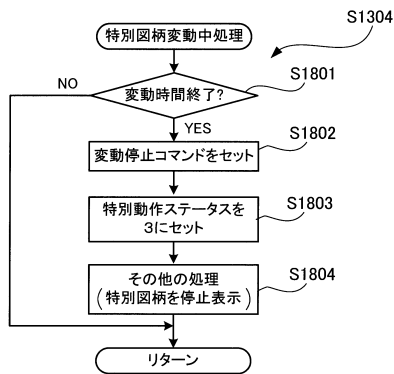 特別図柄変動中処理
S1304
変動時間終了?
S1801
NO
YES
変動停止コマンドをセット
S1802
特別動作ステータスを
3にセット
S1803
その他の処理
(特別図柄を停止表示)
S1804
リターン